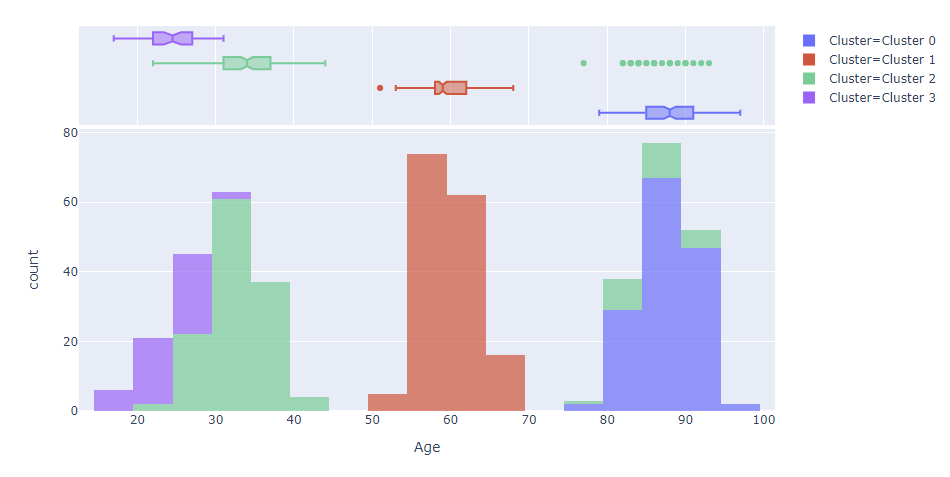 Cluster=Cluster 0
Cluster=Cluster 1
Cluster=Cluster 2
Cluster=Cluster 3
80
60
40
20
0
count
20 30 40 50 60 70 80 90 100
Age